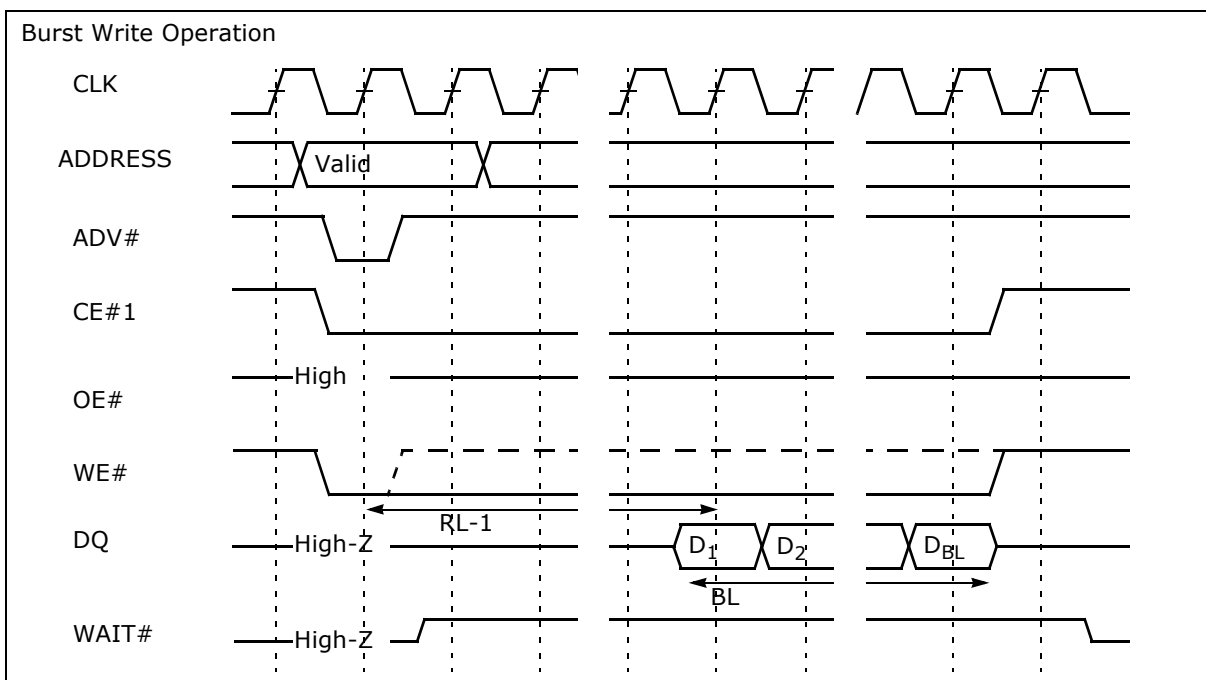 Burst Write Operation
CLK
ADDRESS
Valid
ADV#
CE#1
High
OE#
WE#
RL-1
DQ
High-Z
D1
D2
DBL
BL
WAIT#
High-Z